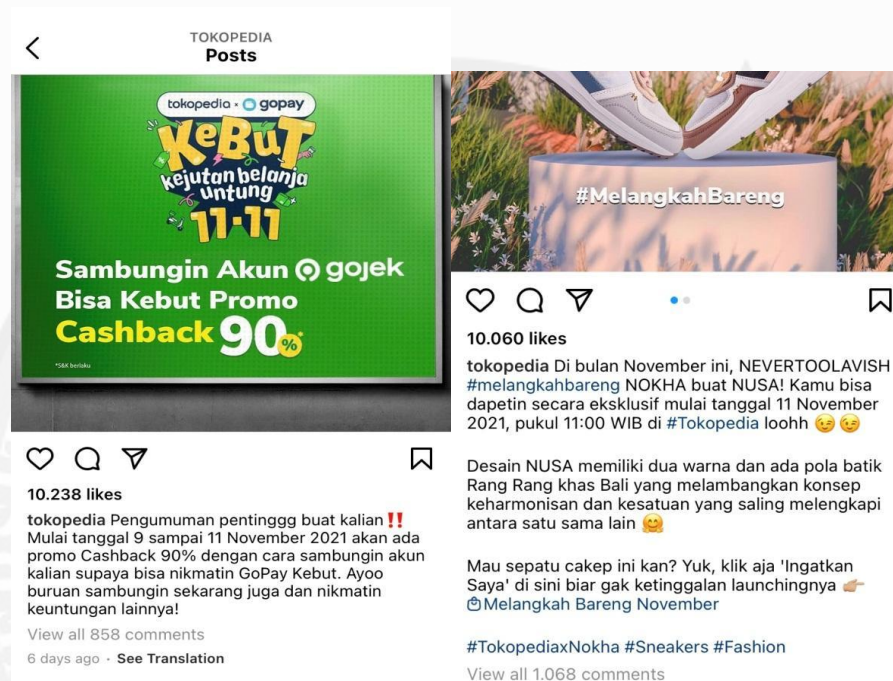 TOKOPEDIA
Posts
tokopedia x gopay
KeBuT
kejutan belanja
untung
11-11
Sambungin Akun gojek
Bisa Kebut Promo
Cashback 90%*
*S&K berlaku
10.238 likes
tokopedia Pengumuman pentinggg buat kalian‼️
Mulai tanggal 9 sampai 11 November 2021 akan ada
promo Cashback 90% dengan cara sambungin akun
kalian supaya bisa nikmatin GoPay Kebut. Ayoo
buruan sambungin sekarang juga dan nikmatin
keuntungan lainnya!
View all 858 comments
6 days ago · See Translation
#MelangkahBareng
10.060 likes
tokopedia Di bulan November ini, NEVERTOOLAVISH
#melangkahbareng NOKHA buat NUSA! Kamu bisa
dapetin secara eksklusif mulai tanggal 11 November
2021, pukul 11:00 WIB di #Tokopedia loohh 😉 😉
Desain NUSA memiliki dua warna dan ada pola batik
Rang Rang khas Bali yang melambangkan konsep
keharmonisan dan kesatuan yang saling melengkapi
antara satu sama lain 🤗
Mau sepatu cakep ini kan? Yuk, klik aja 'Ingatkan
Saya' di sini biar gak ketinggalan launchingnya 👉🏼
Melangkah Bareng November
#TokopediaxNokha #Sneakers #Fashion
View all 1.068 comments